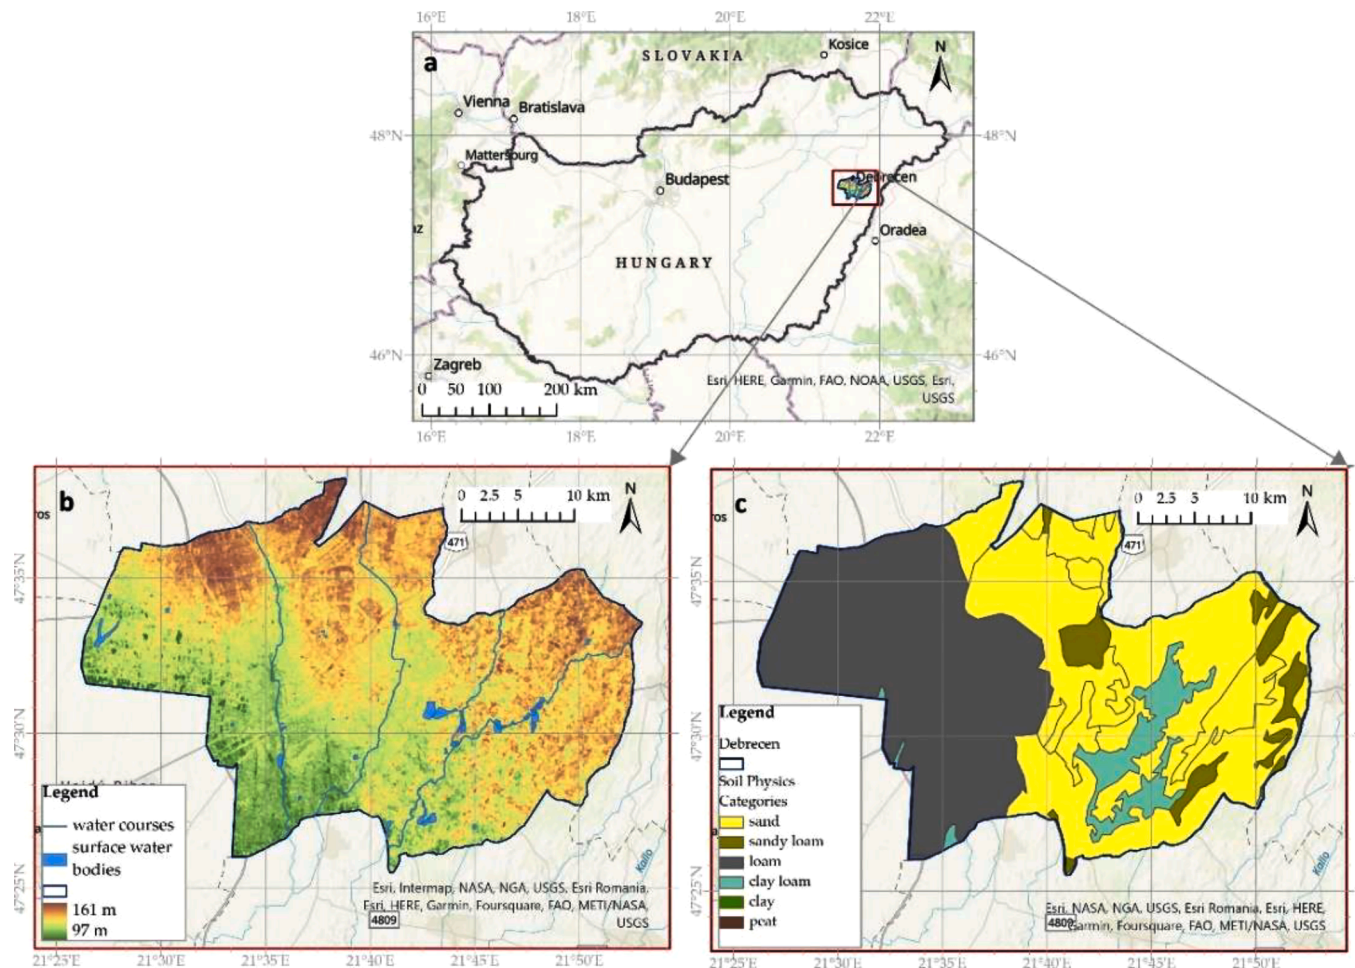 16°E 18°E 20°E 22°E
a
SLOVAKIA
Kosice
N
Vienna
Bratislava
48°N
48°N
Mattersburg
Budapest
Debrecen
Oradea
HUNGARY
46°N
46°N
Zagreb
0 50 100 200 km
Esri, HERE, Garmin, FAO, NOAA, USGS, Esri,
USGS
16°E 18°E 20°E 22°E
b
0 2.5 5 10 km
N
471
47°35'N
47°30'N
47°25'N
Legend
water courses
surface water
bodies
161 m
97 m
Kallo
Esri, Intermap, NASA, NGA, USGS, Esri Romania,
Esri, HERE, Garmin, Foursquare, FAO, METI/NASA,
USGS
4809
21°25'E 21°30'E 21°35'E 21°40'E 21°45'E 21°50'E
c
0 2.5 5 10 km
N
471
47°35'N
47°30'N
47°25'N
Legend
Debrecen
Soil Physics
Categories
sand
sandy loam
loam
clay loam
clay
peat
Kallo
Esri, NASA, NGA, USGS, Esri Romania, Esri, HERE,
Garmin, Foursquare, FAO, METI/NASA, USGS
4809
21°25'E 21°30'E 21°35'E 21°40'E 21°45'E 21°50'E